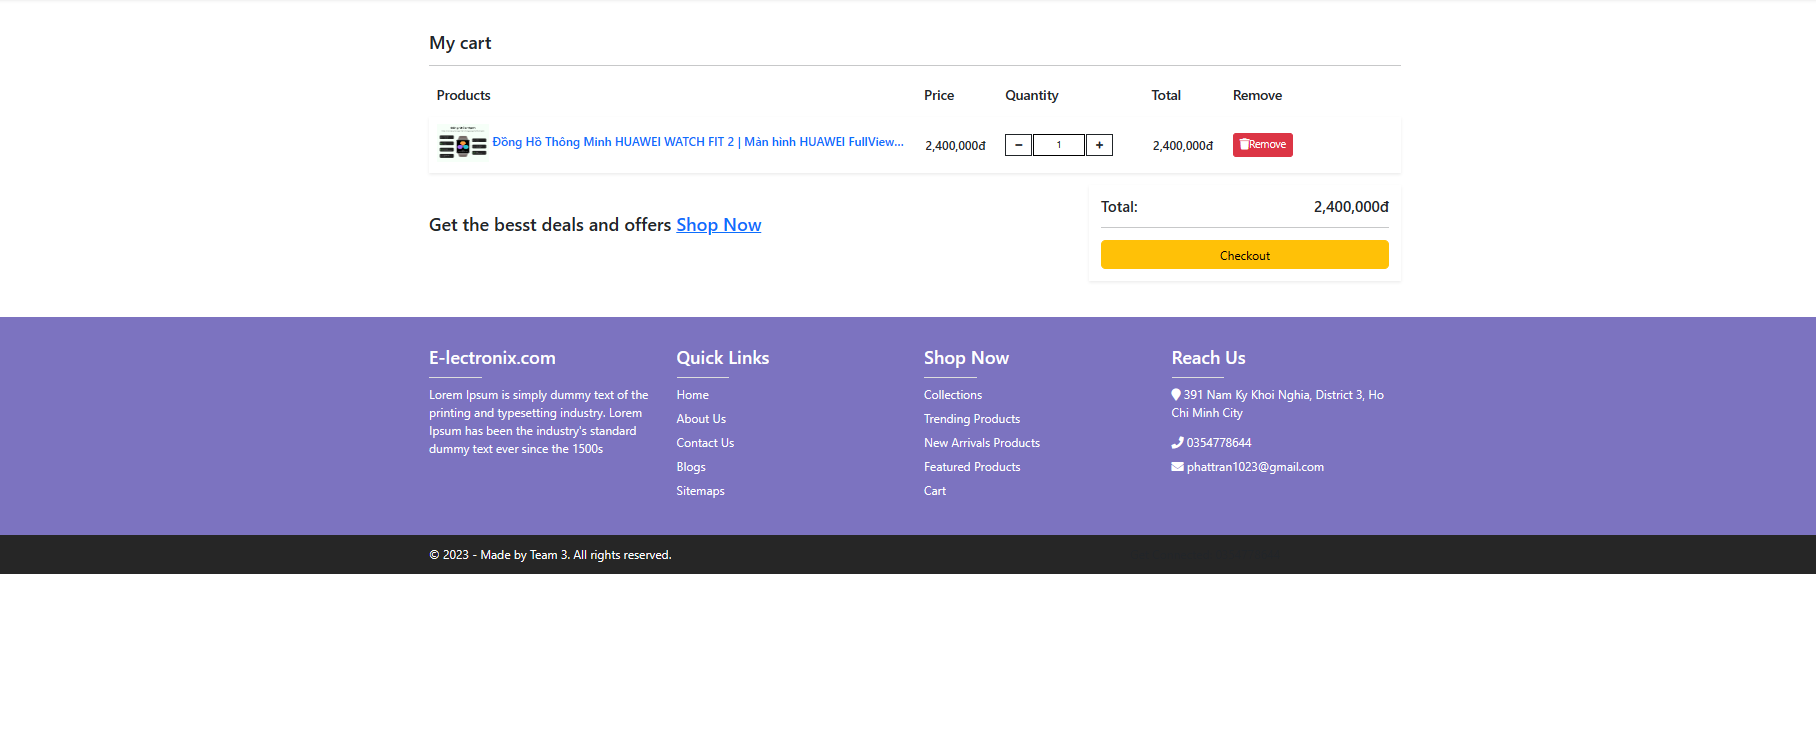 My cart
Products Price Quantity Total Remove
Đồng Hồ Thông Minh HUAWEI WATCH FIT 2 | Màn hình HUAWEI FullView... 2,400,000đ − 1 + 2,400,000đ Remove
Total: 2,400,000đ
Get the besst deals and offers Shop Now
Checkout
E-lectronix.com
Lorem Ipsum is simply dummy text of the
printing and typesetting industry. Lorem
Ipsum has been the industry's standard
dummy text ever since the 1500s
Quick Links
Home
About Us
Contact Us
Blogs
Sitemaps
Shop Now
Collections
Trending Products
New Arrivals Products
Featured Products
Cart
Reach Us
391 Nam Ky Khoi Nghia, District 3, Ho
Chi Minh City
0354778644
phattran1023@gmail.com
© 2023 - Made by Team 3. All rights reserved.